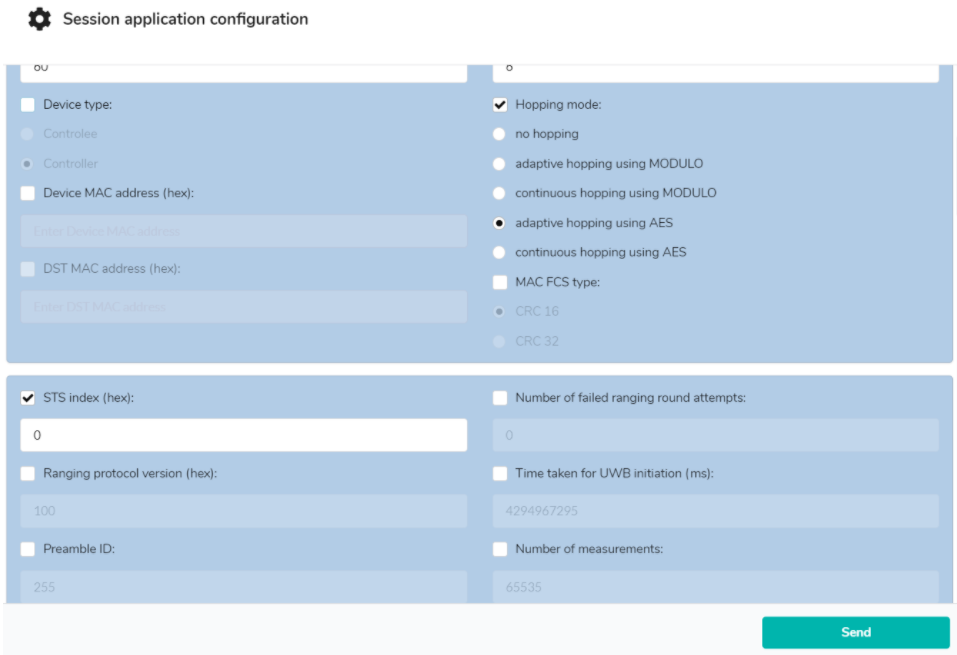 Session application configuration
60
6
Device type:
Controlee
Controller
Device MAC address (hex):
Enter Device MAC address
DST MAC address (hex):
Enter DST MAC address
Hopping mode:
no hopping
adaptive hopping using MODULO
continuous hopping using MODULO
adaptive hopping using AES
continuous hopping using AES
MAC FCS type:
CRC 16
CRC 32
STS index (hex):
0
Ranging protocol version (hex):
100
Preamble ID:
255
Number of failed ranging round attempts:
0
Time taken for UWB initiation (ms):
4294967295
Number of measurements:
65535
Send